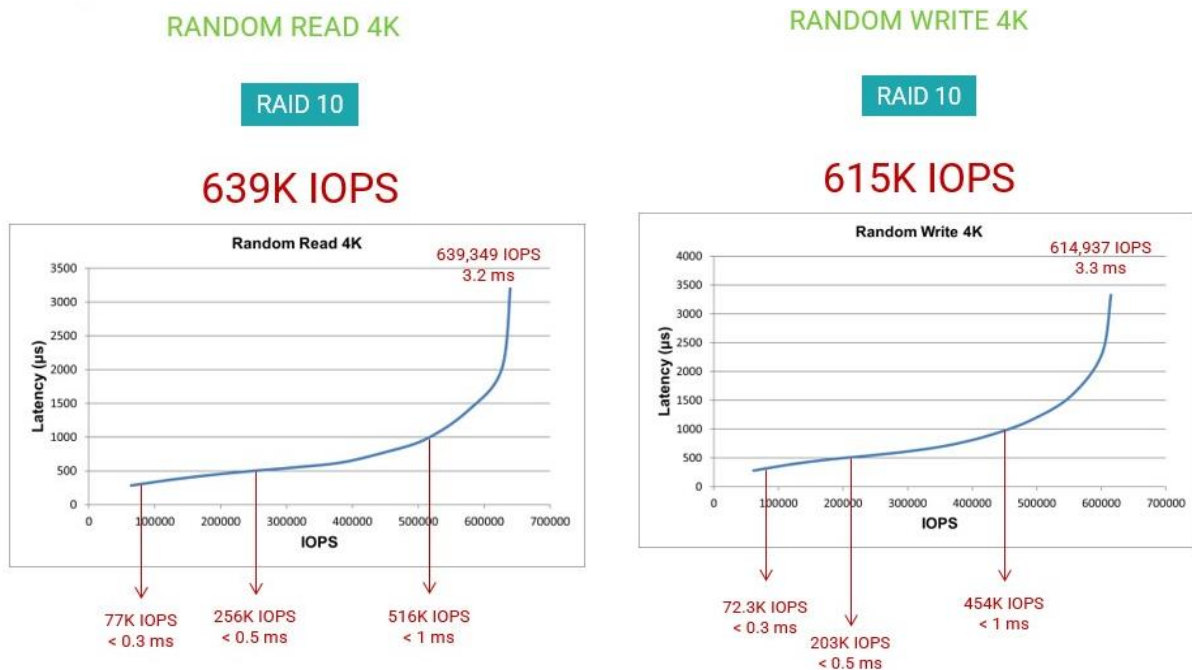 RANDOM READ 4K
RAID 10
639K IOPS
Random Read 4K
639,349 IOPS
3.2 ms
Latency (µs)
3500
3000
2500
2000
1500
1000
500
0
0 100000 200000 300000 400000 500000 600000 700000
IOPS
77K IOPS
< 0.3 ms
256K IOPS
< 0.5 ms
516K IOPS
< 1 ms
RANDOM WRITE 4K
RAID 10
615K IOPS
Random Write 4K
614,937 IOPS
3.3 ms
Latency (µs)
4000
3500
3000
2500
2000
1500
1000
500
0
0 100000 200000 300000 400000 500000 600000 700000
IOPS
72.3K IOPS
< 0.3 ms
203K IOPS
< 0.5 ms
454K IOPS
< 1 ms